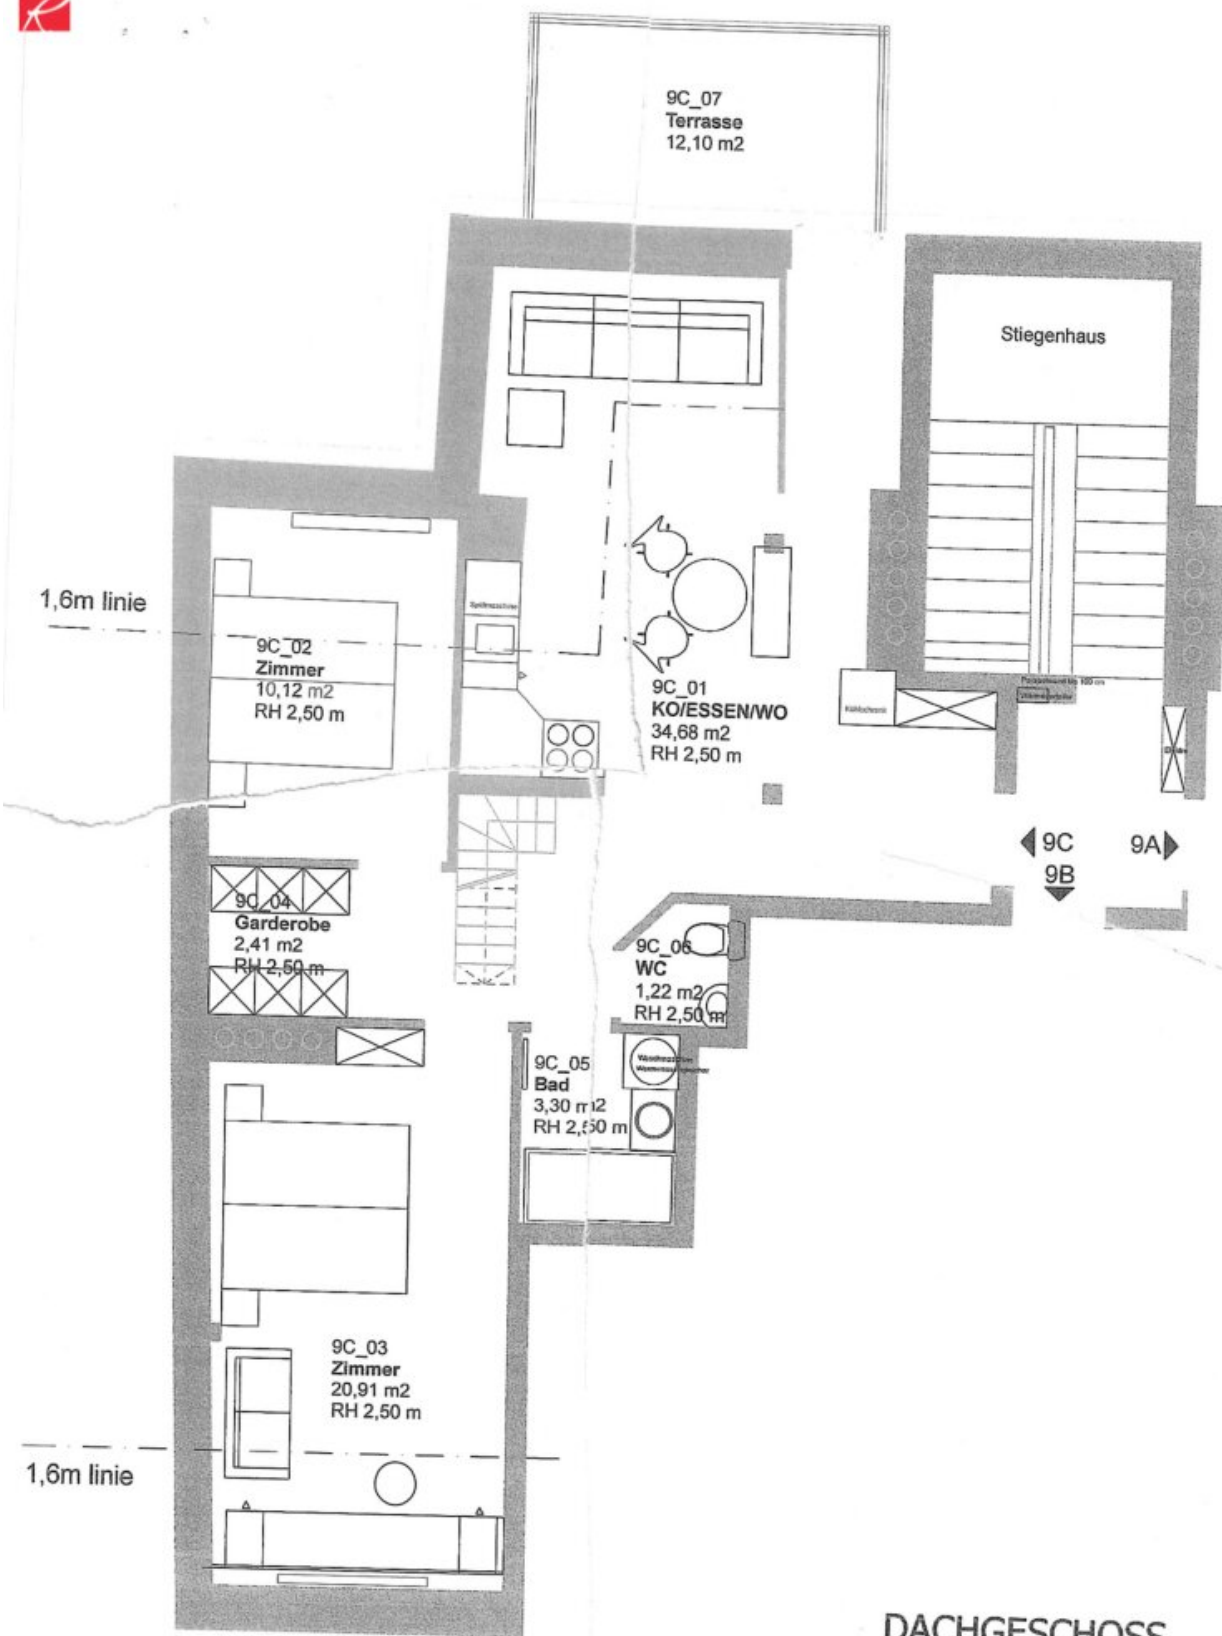 9C_07
Terrasse
12,10 m2
Stiegenhaus
1,6m linie
9C_02
Zimmer
10,12 m2
RH 2,50 m
9C_01
KO/ESSEN/WO
34,68 m2
RH 2,50 m
9C
9A
9B
9C_04
Garderobe
2,41 m2
RH 2,50 m
9C_06
WC
1,22 m2
RH 2,50 m
9C_05
Bad
3,30 m2
RH 2,50 m
9C_03
Zimmer
20,91 m2
RH 2,50 m
1,6m linie
DACHGESCHOSS